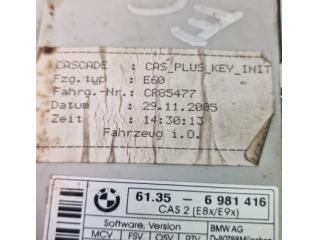 CASCADE : CAS_PLUS_KEY_INIT
Fzg.typ : E60
Fahrg.-Nr.: CR85477
Datum : 29.11.2005
Zeit : 14:30:13
Fahrzeug i.O.
61.35 - 6 981 416
CAS 2 (E8x/E9x)
Software, Version: BMW AG
MCV FSV OSV